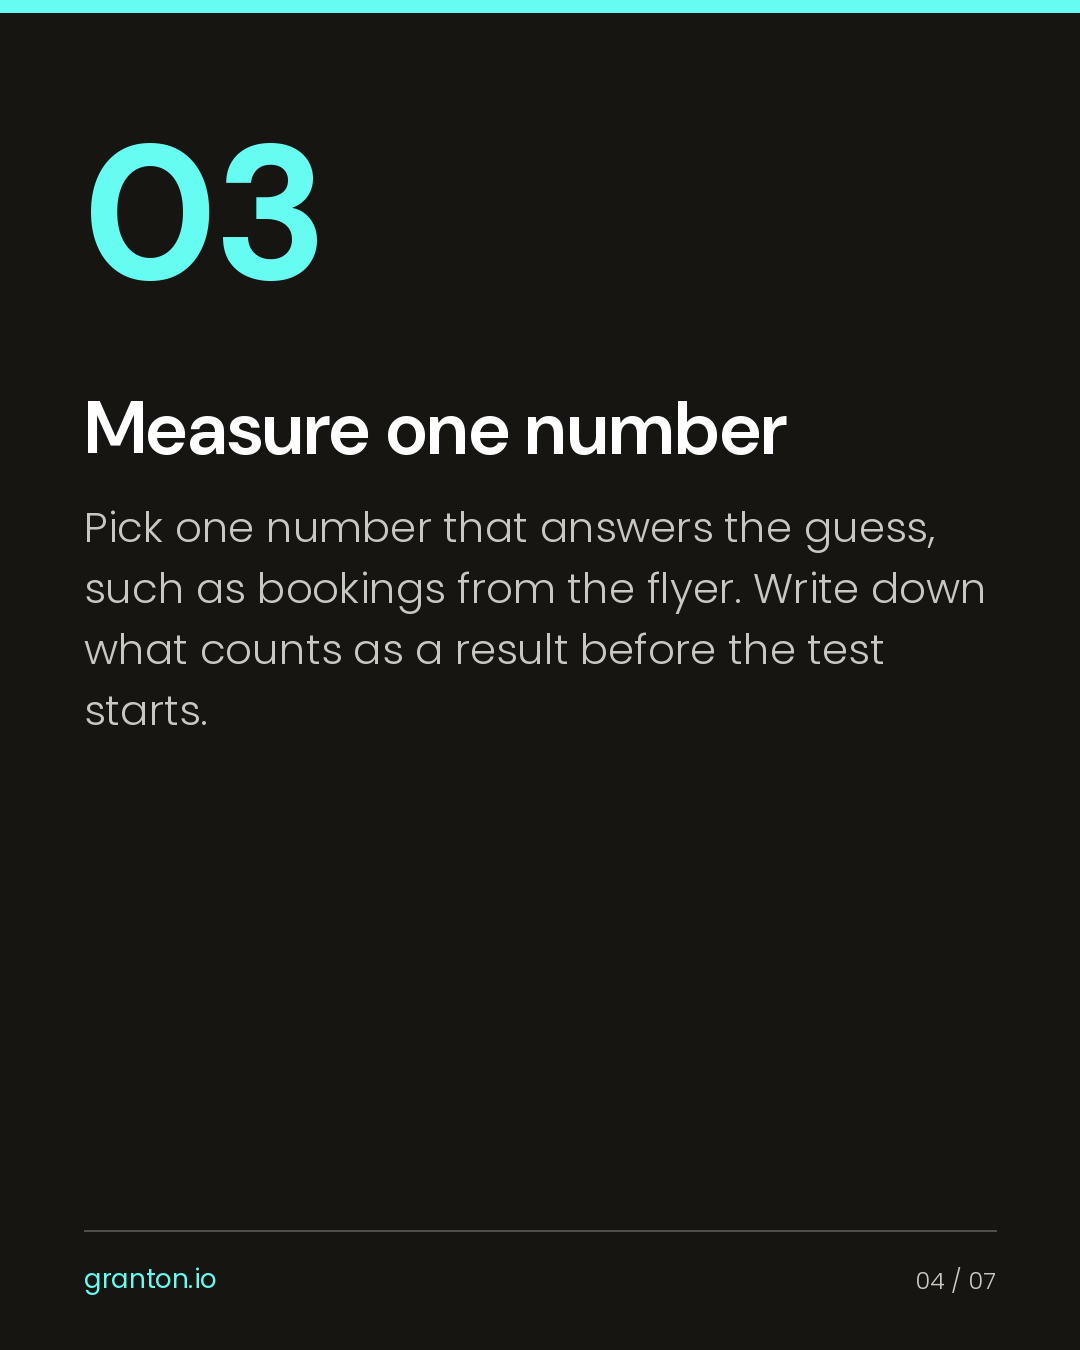 03
Measure one number
Pick one number that answers the guess,
such as bookings from the flyer. Write down
what counts as a result before the test
starts.
granton.io
04 / 07